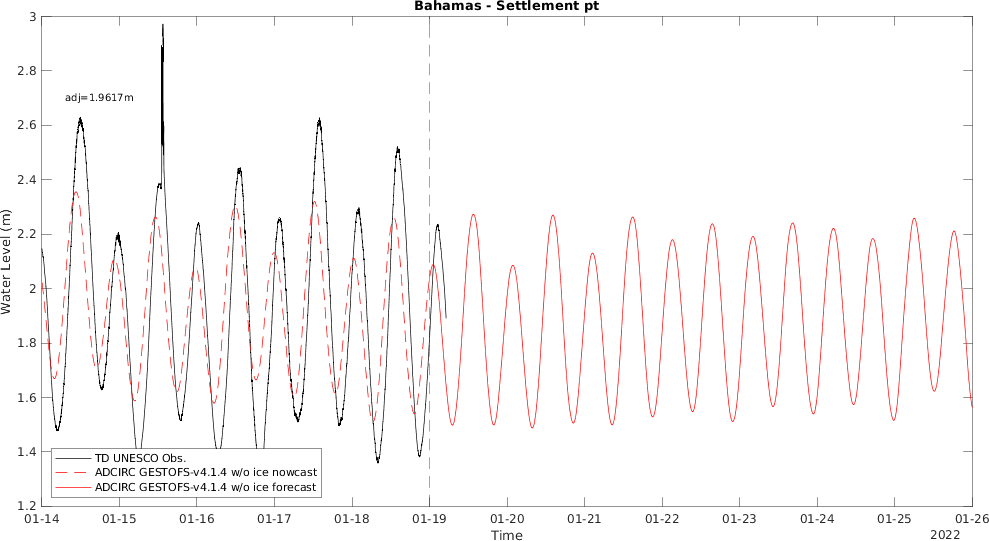 Bahamas - Settlement pt
3
2.8
2.6
2.4
2.2
2
1.8
1.6
1.4
1.2
Water Level (m)
adj=1.9617m
TD UNESCO Obs.
ADCIRC GESTOFS-v4.1.4 w/o ice nowcast
ADCIRC GESTOFS-v4.1.4 w/o ice forecast
01-14 01-15 01-16 01-17 01-18 01-19 01-20 01-21 01-22 01-23 01-24 01-25 01-26
Time
2022